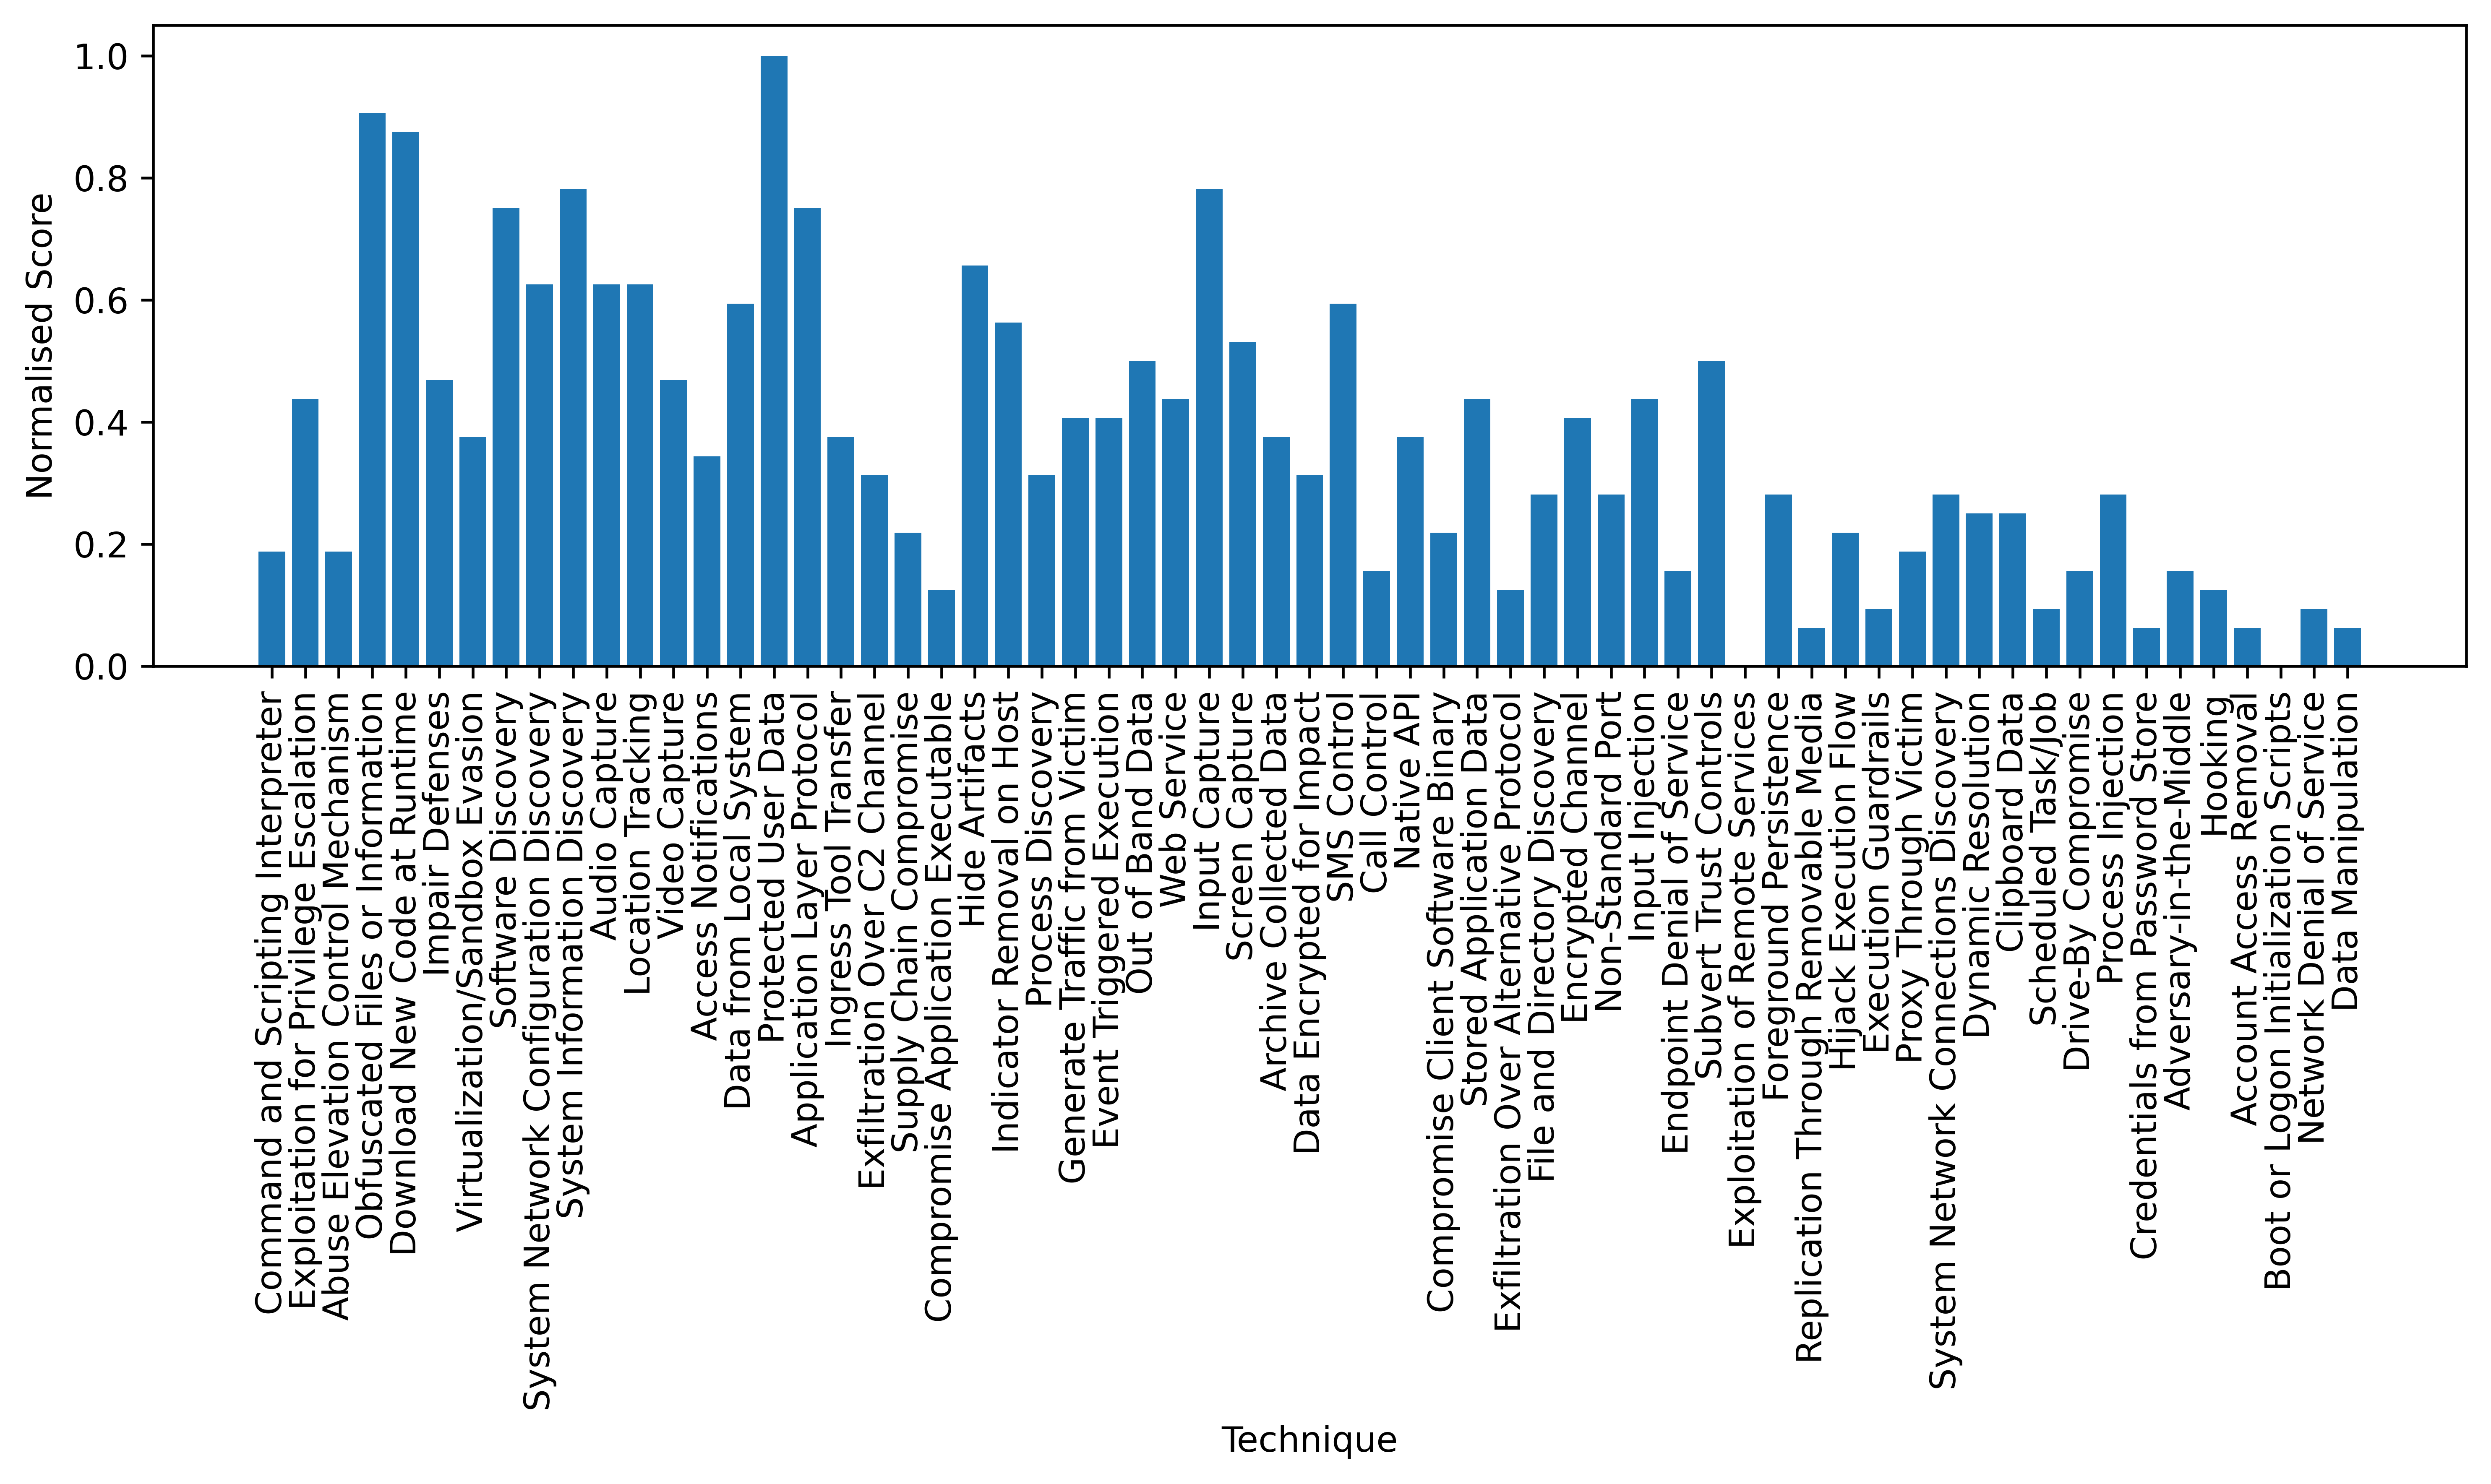 Normalised Score
1.0
0.8
0.6
0.4
0.2
0.0
Command and Scripting Interpreter
Exploitation for Privilege Escalation
Abuse Elevation Control Mechanism
Obfuscated Files or Information
Download New Code at Runtime
Impair Defenses
Virtualization/Sandbox Evasion
Software Discovery
System Network Configuration Discovery
System Information Discovery
Audio Capture
Location Tracking
Video Capture
Access Notifications
Data from Local System
Protected User Data
Application Layer Protocol
Ingress Tool Transfer
Exfiltration Over C2 Channel
Supply Chain Compromise
Compromise Application Executable
Hide Artifacts
Indicator Removal on Host
Process Discovery
Generate Traffic from Victim
Event Triggered Execution
Out of Band Data
Web Service
Input Capture
Screen Capture
Archive Collected Data
Data Encrypted for Impact
SMS Control
Call Control
Native API
Compromise Client Software Binary
Stored Application Data
Exfiltration Over Alternative Protocol
File and Directory Discovery
Encrypted Channel
Non-Standard Port
Input Injection
Endpoint Denial of Service
Subvert Trust Controls
Exploitation of Remote Services
Foreground Persistence
Replication Through Removable Media
Hijack Execution Flow
Execution Guardrails
Proxy Through Victim
System Network Connections Discovery
Dynamic Resolution
Clipboard Data
Scheduled Task/Job
Drive-By Compromise
Process Injection
Credentials from Password Store
Adversary-in-the-Middle
Hooking
Account Access Removal
Boot or Logon Initialization Scripts
Network Denial of Service
Data Manipulation
Technique